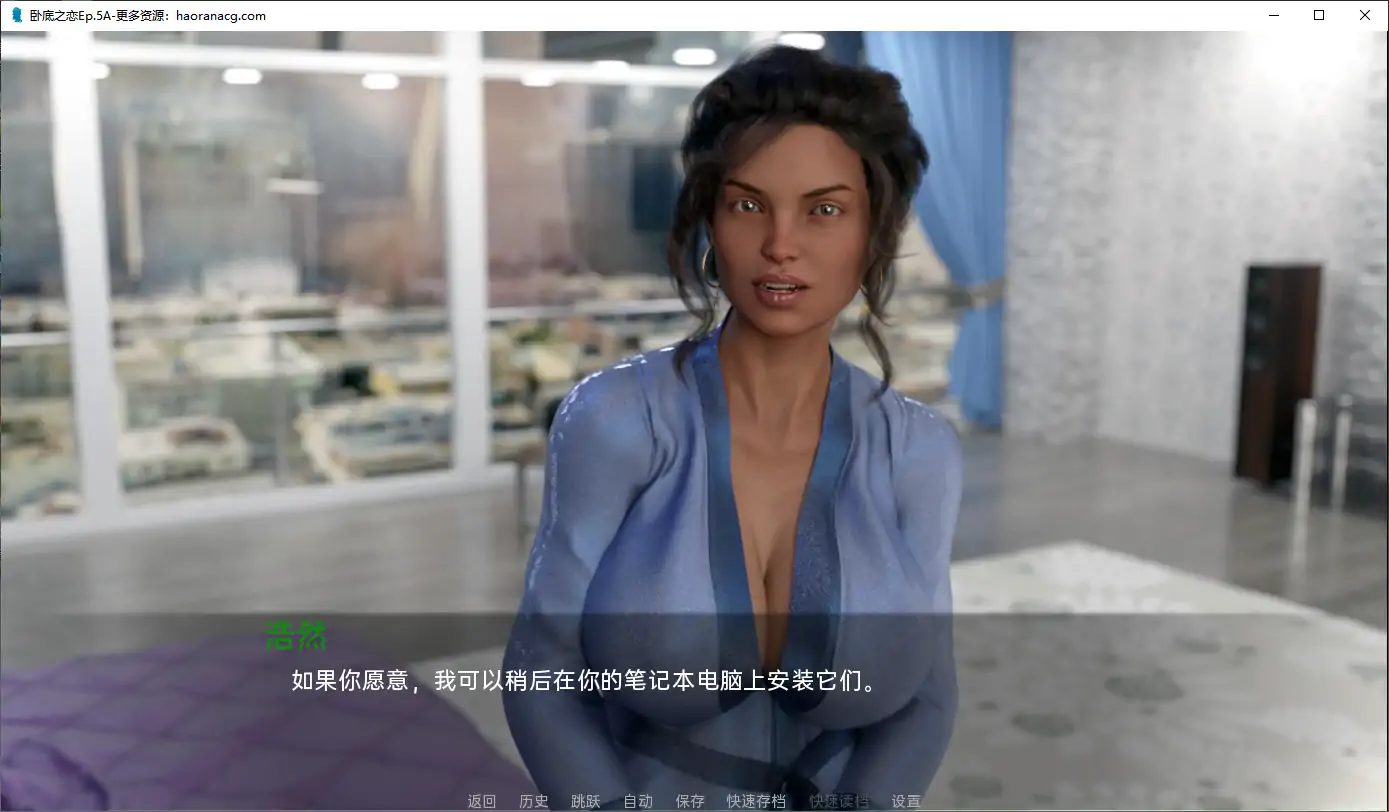 卧底之恋Ep.5A-更多资源：haoranacg.com
浩然
如果你愿意，我可以稍后在你的笔记本电脑上安装它们。
返回 历史 跳跃 自动 保存 快速存档 快速读档 设置